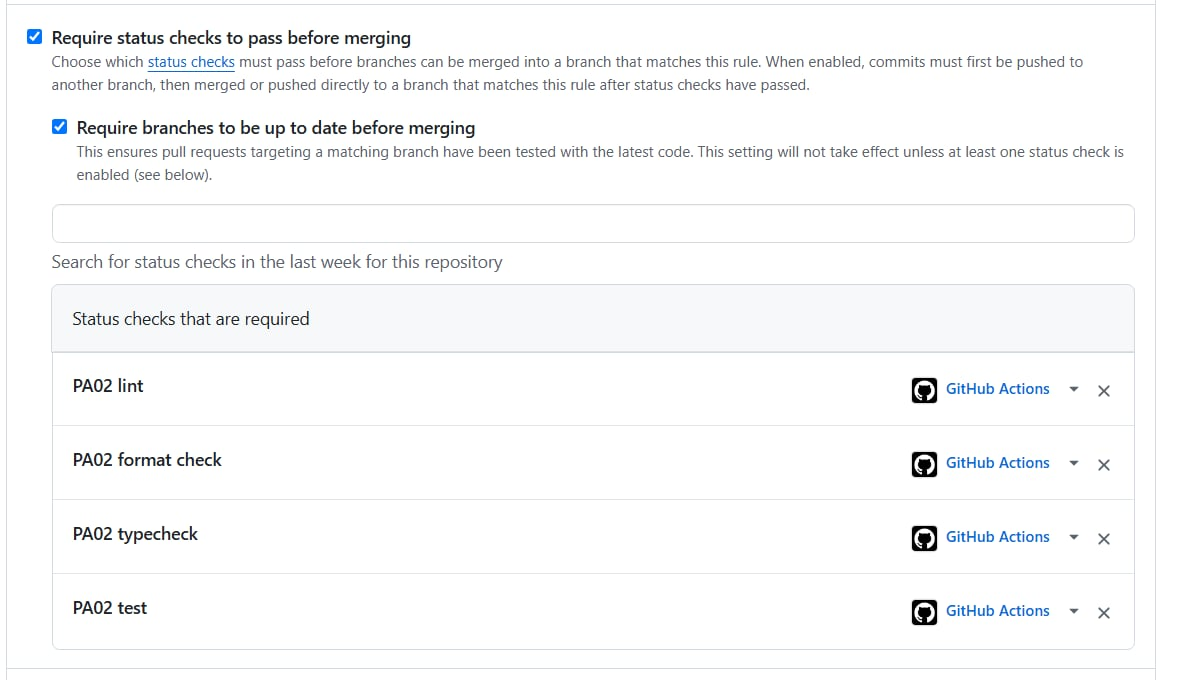 Require status checks to pass before merging
Choose which status checks must pass before branches can be merged into a branch that matches this rule. When enabled, commits must first be pushed to
another branch, then merged or pushed directly to a branch that matches this rule after status checks have passed.
Require branches to be up to date before merging
This ensures pull requests targeting a matching branch have been tested with the latest code. This setting will not take effect unless at least one status check is
enabled (see below).
Search for status checks in the last week for this repository
Status checks that are required
PA02 lint GitHub Actions
PA02 format check GitHub Actions
PA02 typecheck GitHub Actions
PA02 test GitHub Actions